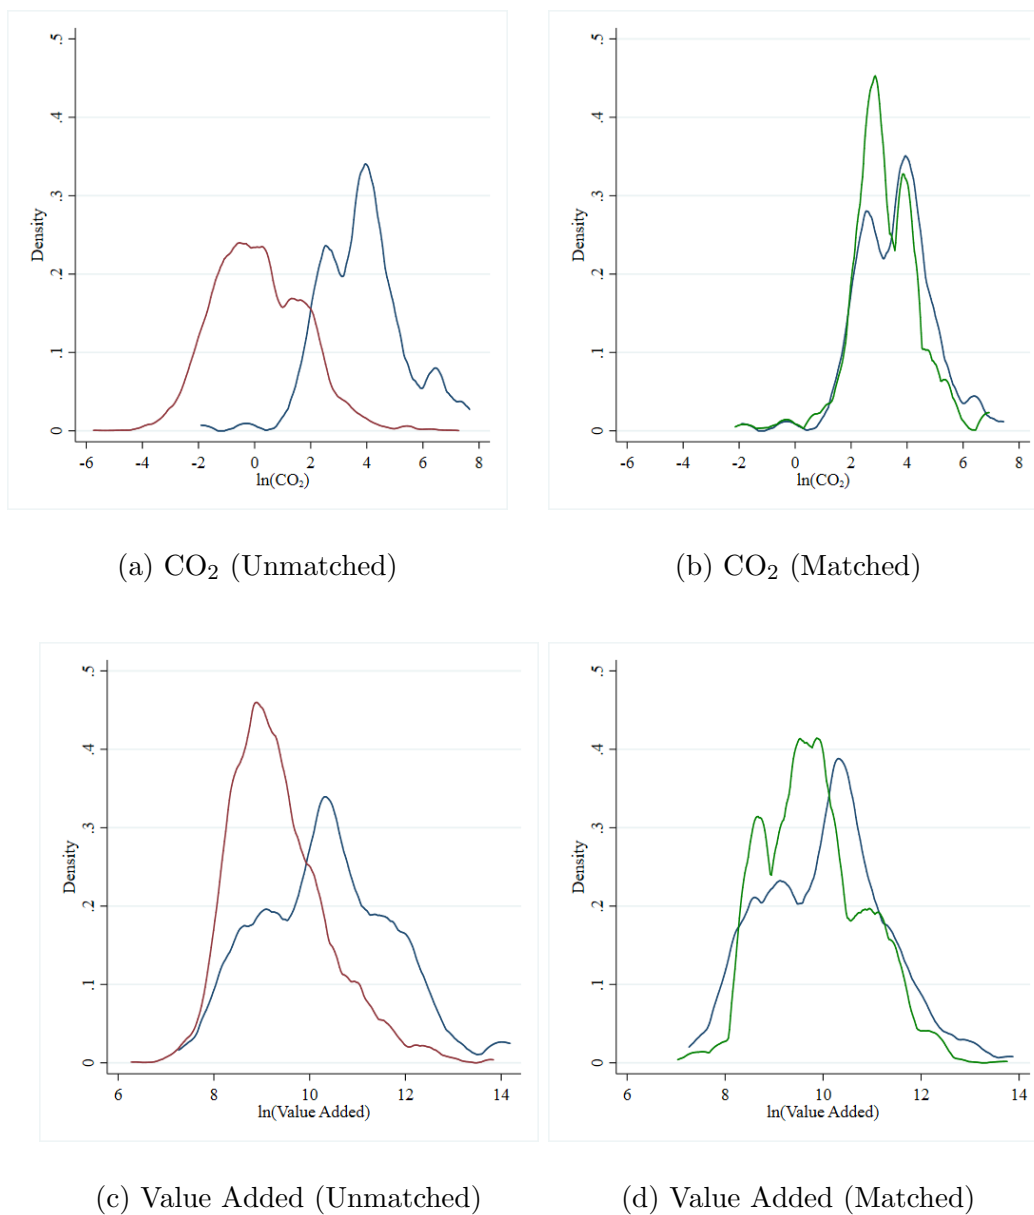 .5
.4
.3
.2
.1
0
Density
-6 -4 -2 0 2 4 6 8
ln(CO₂)
(a) CO₂ (Unmatched)
.5
.4
.3
.2
.1
0
Density
-6 -4 -2 0 2 4 6 8
ln(CO₂)
(b) CO₂ (Matched)
.5
.4
.3
.2
.1
0
Density
6 8 10 12 14
ln(Value Added)
(c) Value Added (Unmatched)
.5
.4
.3
.2
.1
0
Density
6 8 10 12 14
ln(Value Added)
(d) Value Added (Matched)